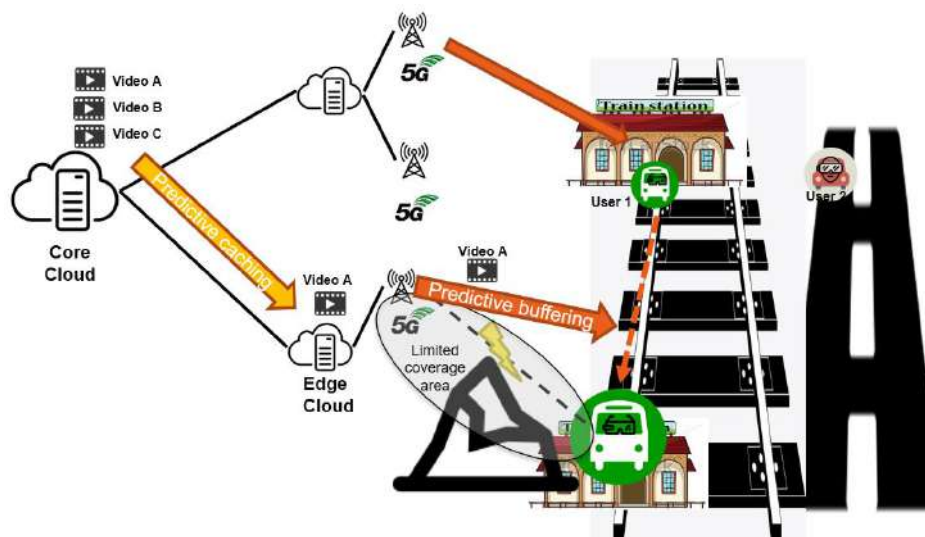 5G
Video A
Video B
Video C
Train station
5G
User 1
User 2
Core
Cloud
Predictive caching
Video A
Video A
Predictive buffering
5G
Limited
coverage
area
Edge
Cloud